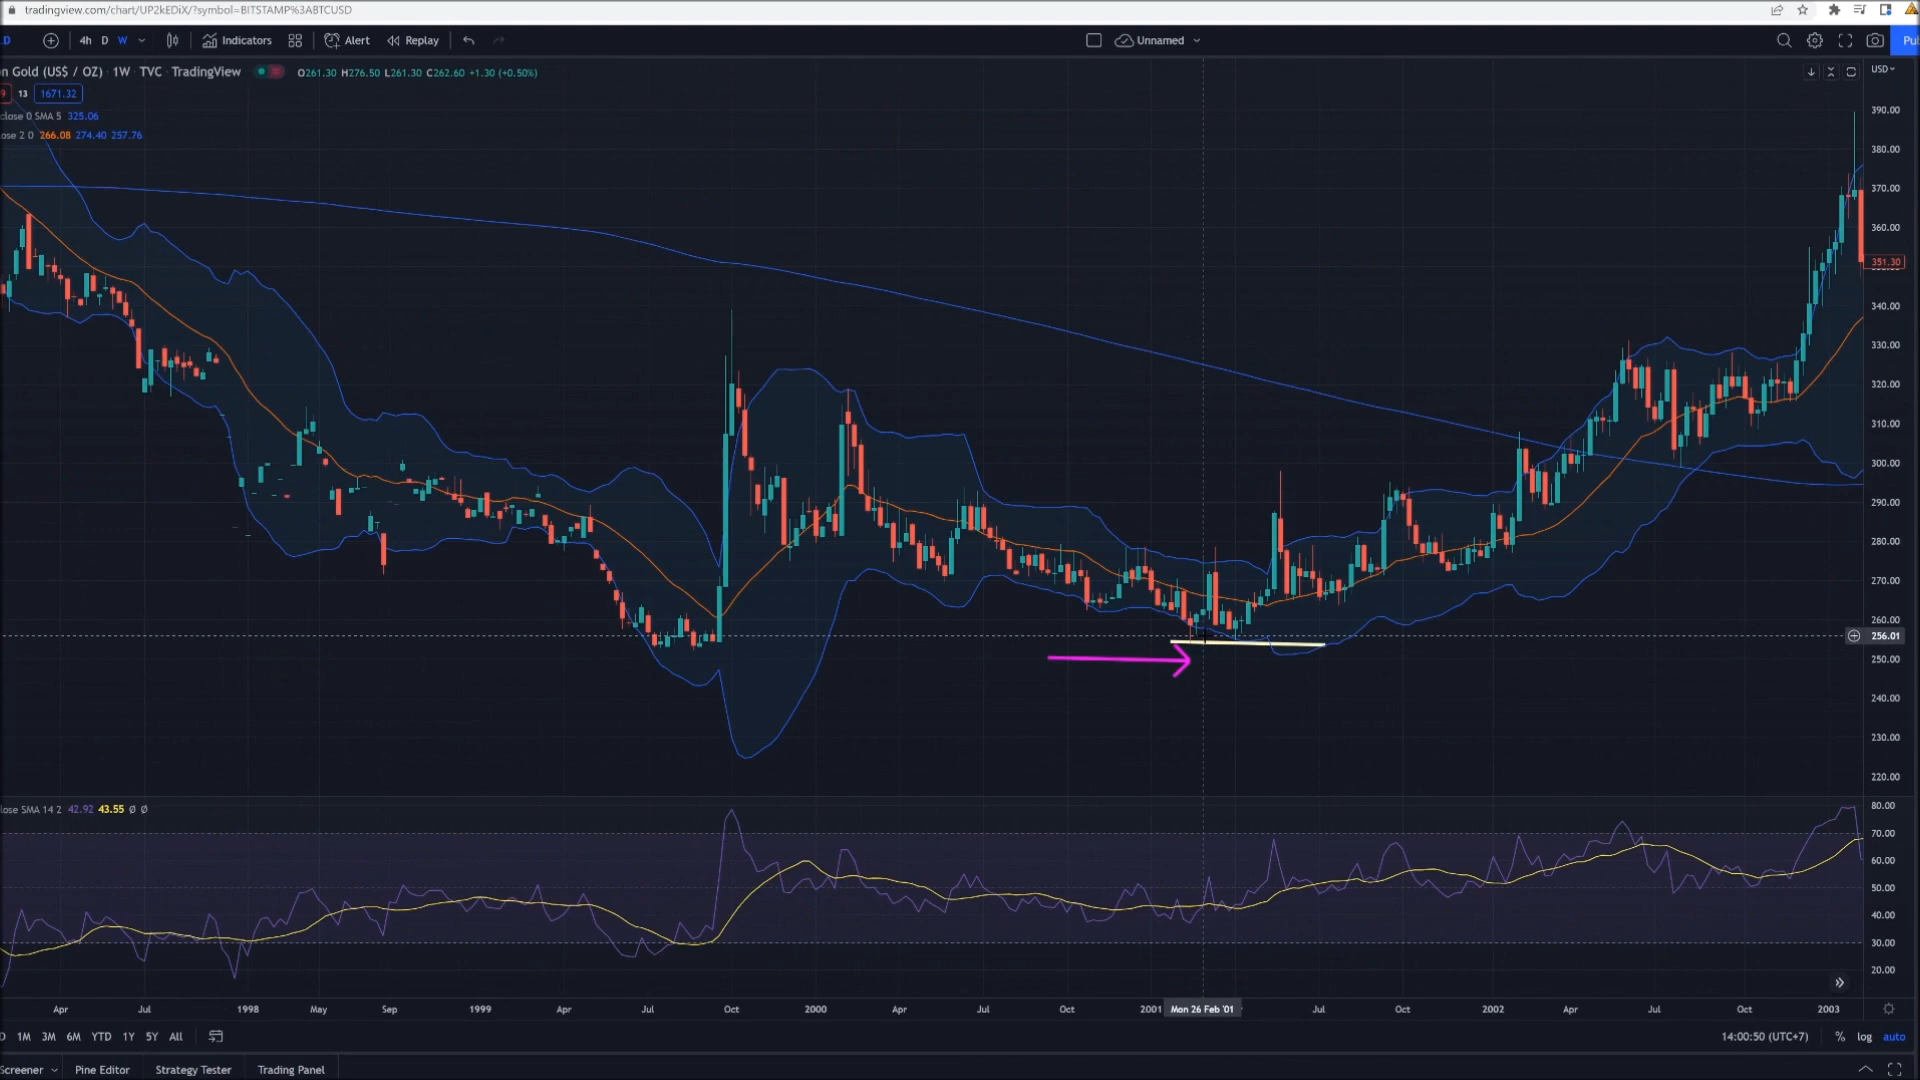 tradingview.com/chart/UP2kEDiX/?symbol=BITSTAMP%3ABTCUSD
D 4h D W Indicators Alert Replay Unnamed Pu
n Gold (US$ / OZ) · 1W · TVC · TradingView O261.30 H276.50 L261.30 C262.60 +1.30 (+0.50%) USD
9 13 1671.32
close 0 SMA 5 325.06
ose 2 0 266.08 274.40 257.76
390.00
380.00
370.00
360.00
351.30
340.00
330.00
320.00
310.00
300.00
290.00
280.00
270.00
260.00
256.01
250.00
240.00
230.00
220.00
lose SMA 14 2 42.92 43.55 Ø Ø
80.00
70.00
60.00
50.00
40.00
30.00
20.00
Apr Jul 1998 May Sep 1999 Apr Jul Oct 2000 Apr Jul Oct 2001 Mon 26 Feb '01 Jul Oct 2002 Apr Jul Oct 2003
D 1M 3M 6M YTD 1Y 5Y All 14:00:50 (UTC+7) % log auto
Screener Pine Editor Strategy Tester Trading Panel